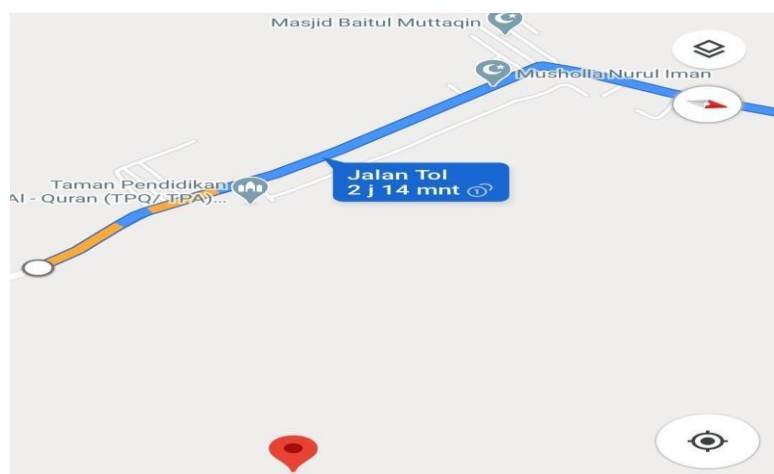 Masjid Baitul Muttaqin
Musholla Nurul Iman
Jalan Tol
2 j 14 mnt
Taman Pendidikan
Al - Quran (TPQ/ TPA)...